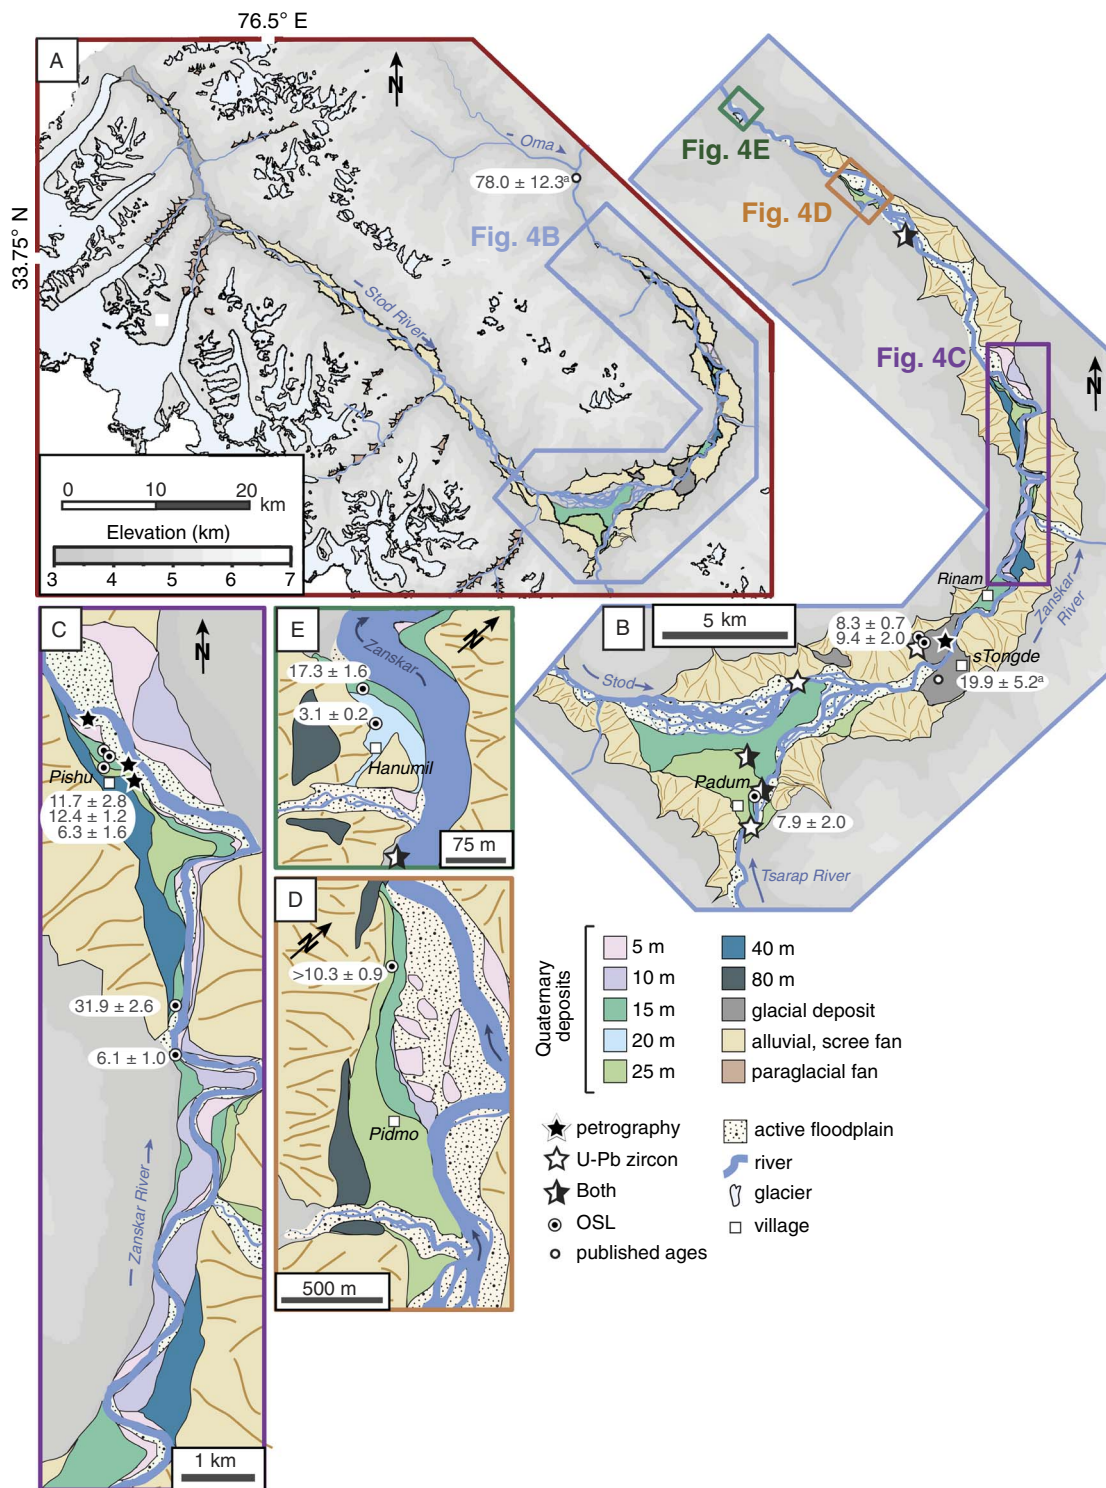 76.5° E
33.75° N
A
N
Oma
78.0 ± 12.3ᵃ
Fig. 4B
Stod River
0 10 20 km
Elevation (km)
3 4 5 6 7
Fig. 4E
Fig. 4D
Fig. 4C
N
B
5 km
Rinam
Zanskar River
8.3 ± 0.7
9.4 ± 2.0
sTongde
19.9 ± 5.2ᵃ
Stod
Padum
7.9 ± 2.0
Tsarap River
C
N
Pishu
11.7 ± 2.8
12.4 ± 1.2
6.3 ± 1.6
31.9 ± 2.6
6.1 ± 1.0
Zanskar River
1 km
E
N
Zanskar
17.3 ± 1.6
3.1 ± 0.2
Hanumil
75 m
D
N
>10.3 ± 0.9
Pidmo
500 m
Quaternary deposits
5 m
10 m
15 m
20 m
25 m
40 m
80 m
glacial deposit
alluvial, scree fan
paraglacial fan
petrography
U-Pb zircon
Both
OSL
published ages
active floodplain
river
glacier
village